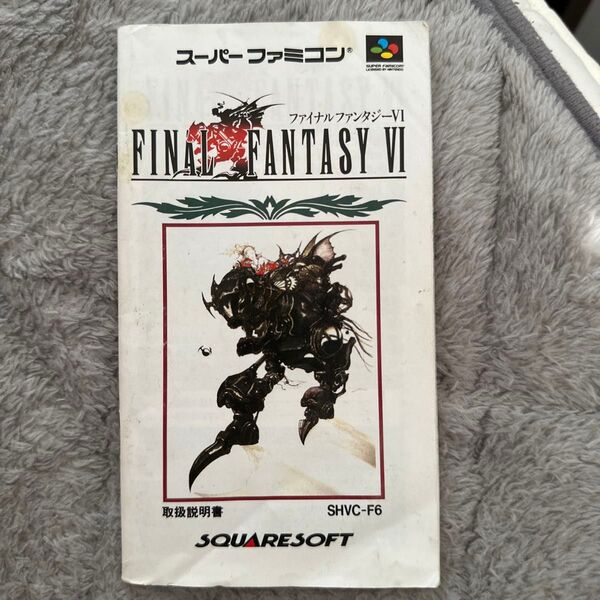 スーパーファミコン®
SUPER FAMICOM
LICENSED BY NINTENDO
ファイナルファンタジーVI
FINAL FANTASY VI
取扱説明書
SHVC-F6
SQUARESOFT